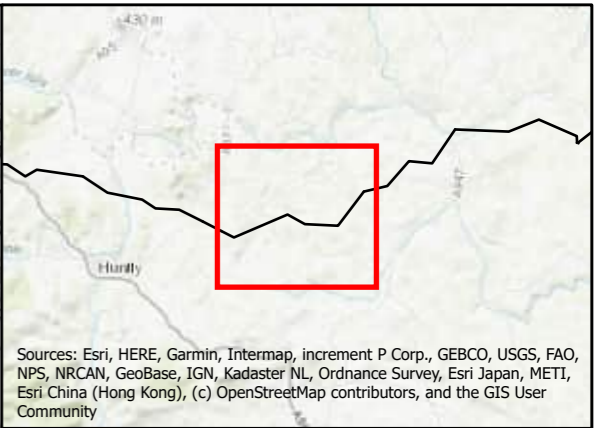 430 m
Huntly
A947
Sources: Esri, HERE, Garmin, Intermap, increment P Corp., GEBCO, USGS, FAO,
NPS, NRCAN, GeoBase, IGN, Kadaster NL, Ordnance Survey, Esri Japan, METI,
Esri China (Hong Kong), (c) OpenStreetMap contributors, and the GIS User
Community